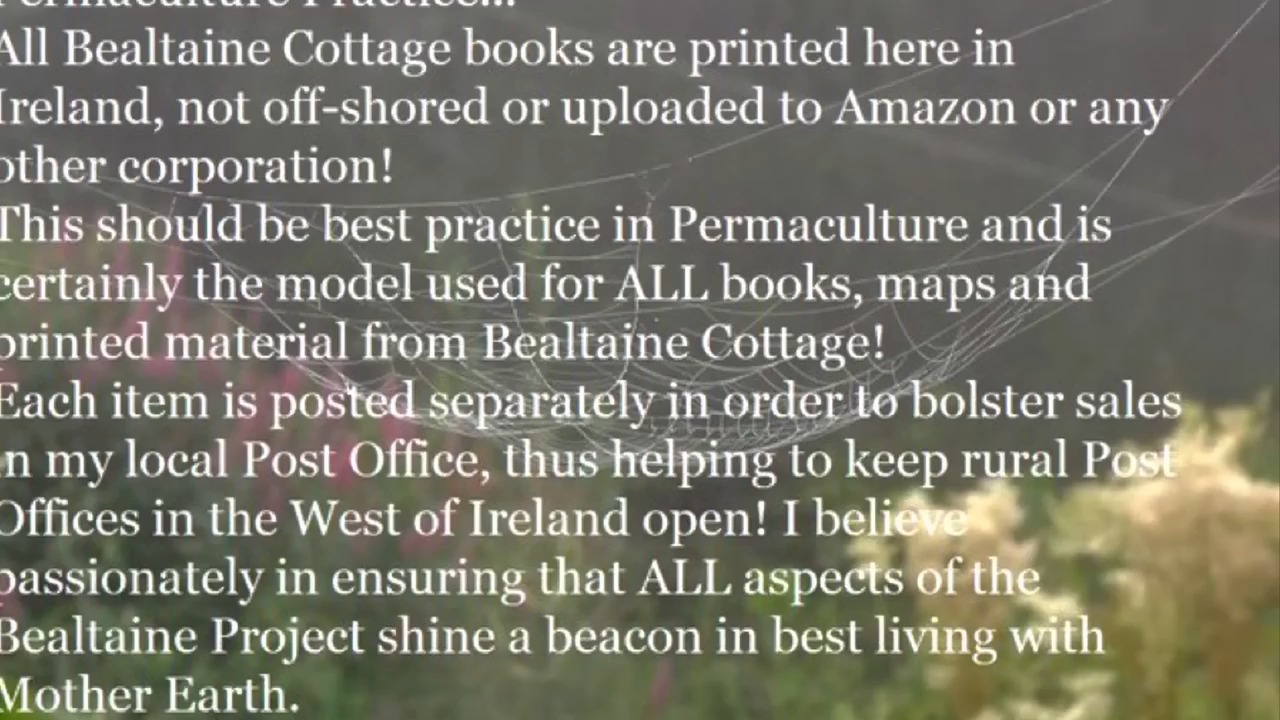 Permaculture Practices...
All Bealtaine Cottage books are printed here in
Ireland, not off-shored or uploaded to Amazon or any
other corporation!
This should be best practice in Permaculture and is
certainly the model used for ALL books, maps and
printed material from Bealtaine Cottage!
Each item is posted separately in order to bolster sales
in my local Post Office, thus helping to keep rural Post
Offices in the West of Ireland open! I believe
passionately in ensuring that ALL aspects of the
Bealtaine Project shine a beacon in best living with
Mother Earth.